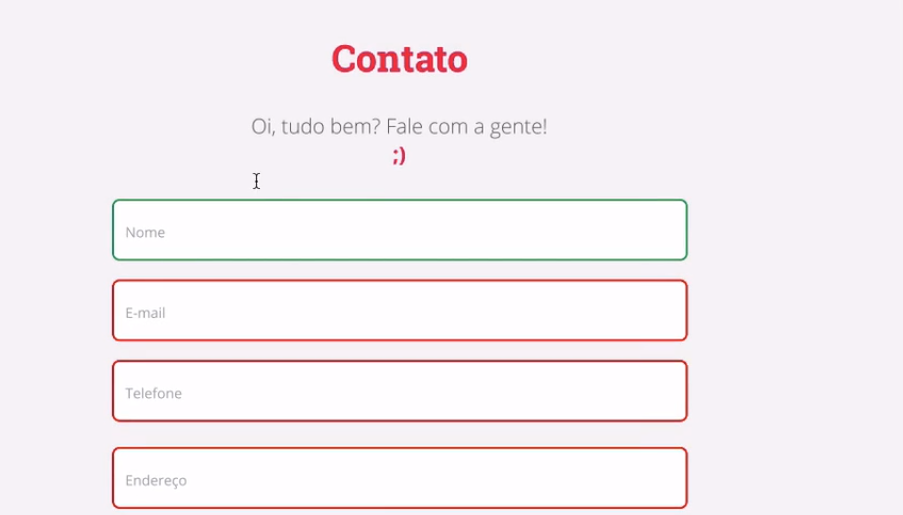 Contato
Oi, tudo bem? Fale com a gente!
;)
Nome
E-mail
Telefone
Endereço